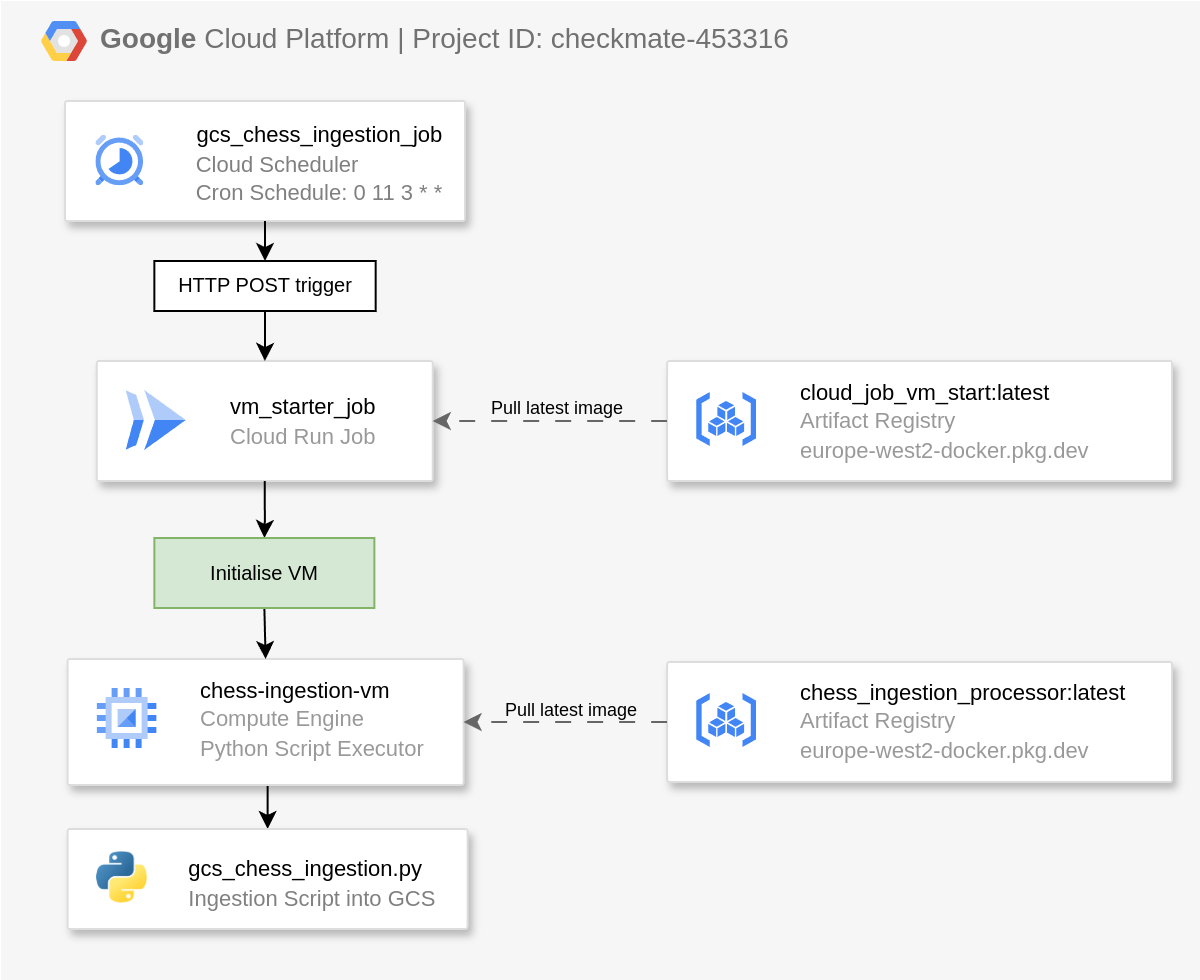 Google Cloud Platform | Project ID: checkmate-453316
gcs_chess_ingestion_job
Cloud Scheduler
Cron Schedule: 0 11 3 * *
HTTP POST trigger
vm_starter_job
Cloud Run Job
Pull latest image
cloud_job_vm_start:latest
Artifact Registry
europe-west2-docker.pkg.dev
Initialise VM
chess-ingestion-vm
Compute Engine
Python Script Executor
Pull latest image
chess_ingestion_processor:latest
Artifact Registry
europe-west2-docker.pkg.dev
gcs_chess_ingestion.py
Ingestion Script into GCS